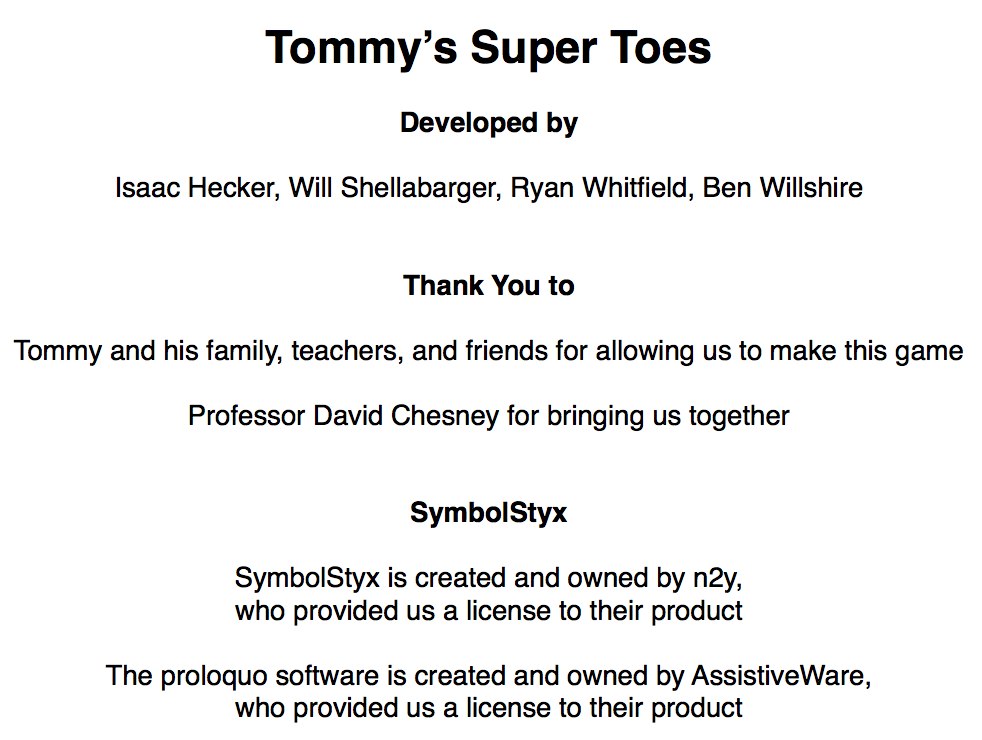 Tommy’s Super Toes
Developed by
Isaac Hecker, Will Shellabarger, Ryan Whitfield, Ben Willshire
Thank You to
Tommy and his family, teachers, and friends for allowing us to make this game
Professor David Chesney for bringing us together
SymbolStyx
SymbolStyx is created and owned by n2y,
who provided us a license to their product
The proloquo software is created and owned by AssistiveWare,
who provided us a license to their product